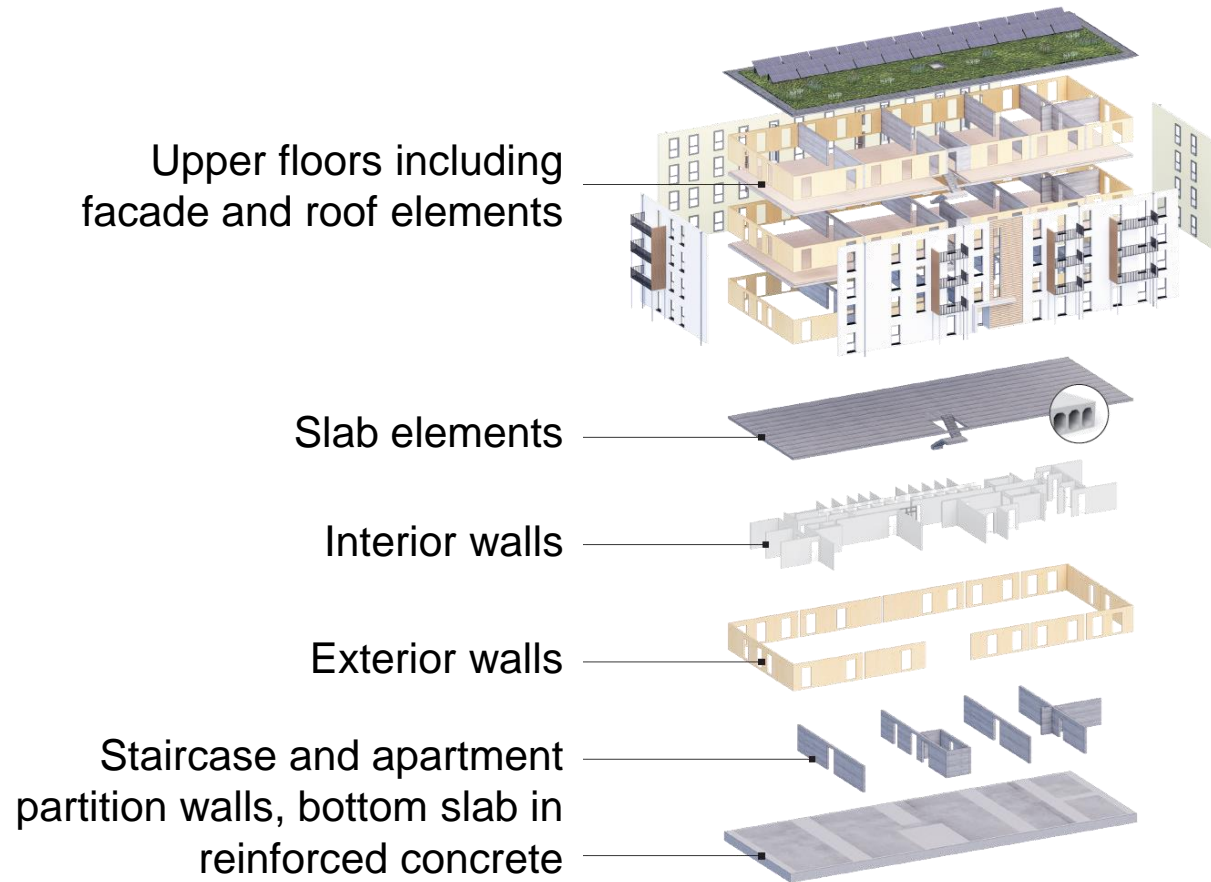 Upper floors including
facade and roof elements
Slab elements
Interior walls
Exterior walls
Staircase and apartment
partition walls, bottom slab in
reinforced concrete